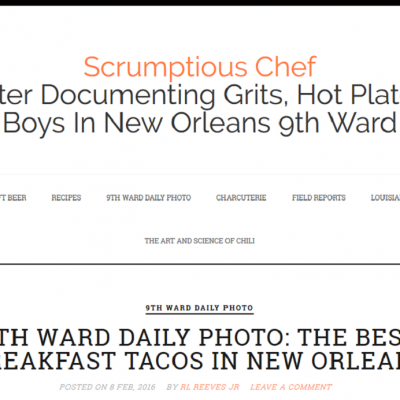 Scrumptious Chef
ter Documenting Grits, Hot Plat
Boys In New Orleans 9th Ward
FT BEER RECIPES 9TH WARD DAILY PHOTO CHARCUTERIE FIELD REPORTS LOUISIA
THE ART AND SCIENCE OF CHILI
9TH WARD DAILY PHOTO
TH WARD DAILY PHOTO: THE BES
REAKFAST TACOS IN NEW ORLEAN
POSTED ON 8 FEB, 2016 BY RL REEVES JR LEAVE A COMMENT